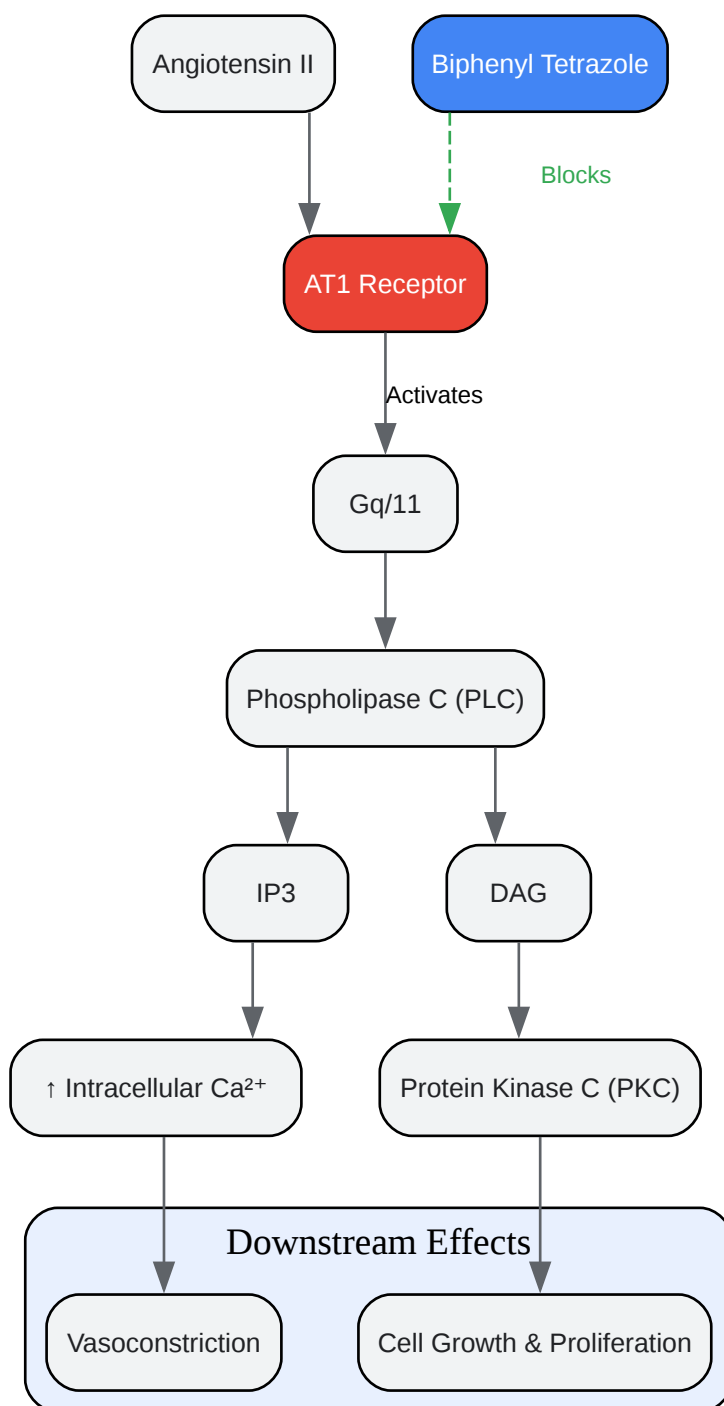 Angiotensin II
Biphenyl Tetrazole
Blocks
AT1 Receptor
Activates
Gq/11
Phospholipase C (PLC)
IP3
DAG
↑ Intracellular Ca²⁺
Protein Kinase C (PKC)
Downstream Effects
Vasoconstriction
Cell Growth & Proliferation